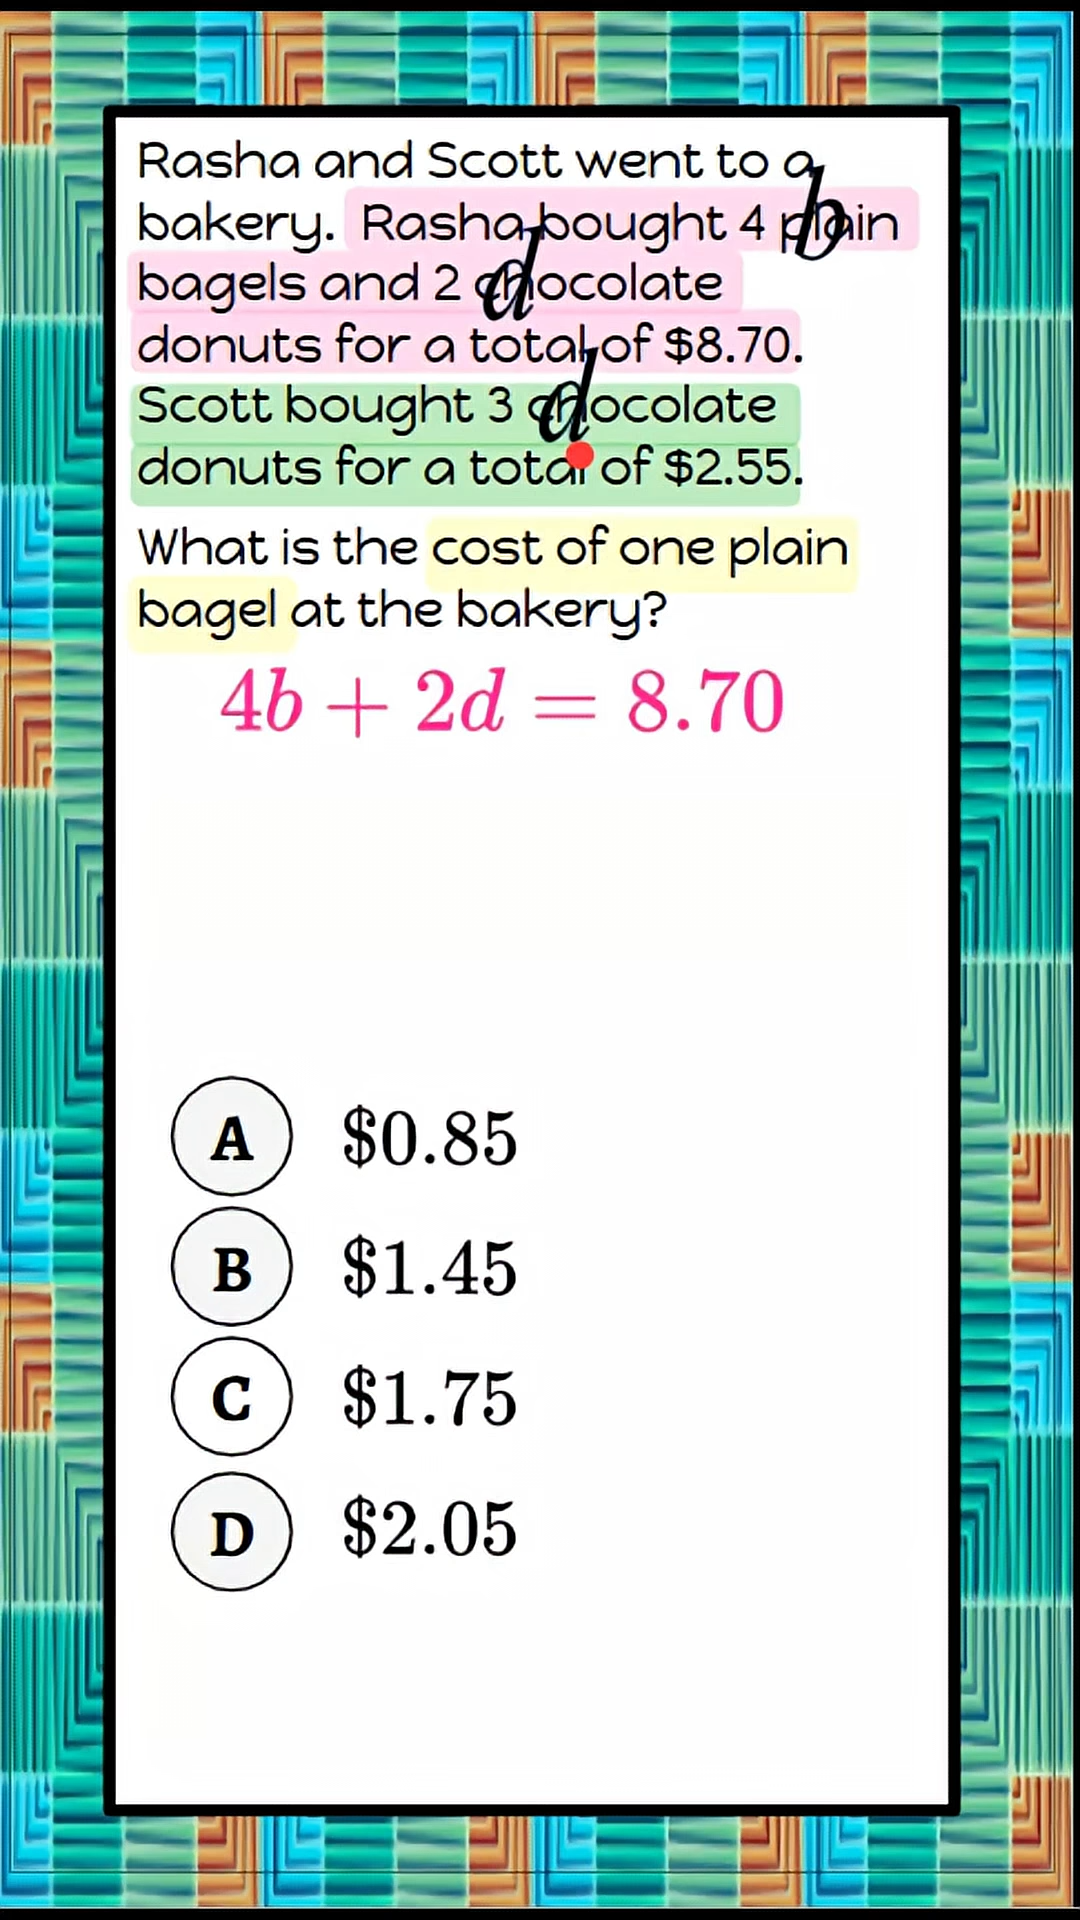 Rasha and Scott went to a
bakery. Rasha bought 4 plain
b
bagels and 2 chocolate
d
donuts for a total of $8.70.
Scott bought 3 chocolate
d
donuts for a total of $2.55.
What is the cost of one plain
bagel at the bakery?
4b + 2d = 8.70
A $0.85
B $1.45
C $1.75
D $2.05